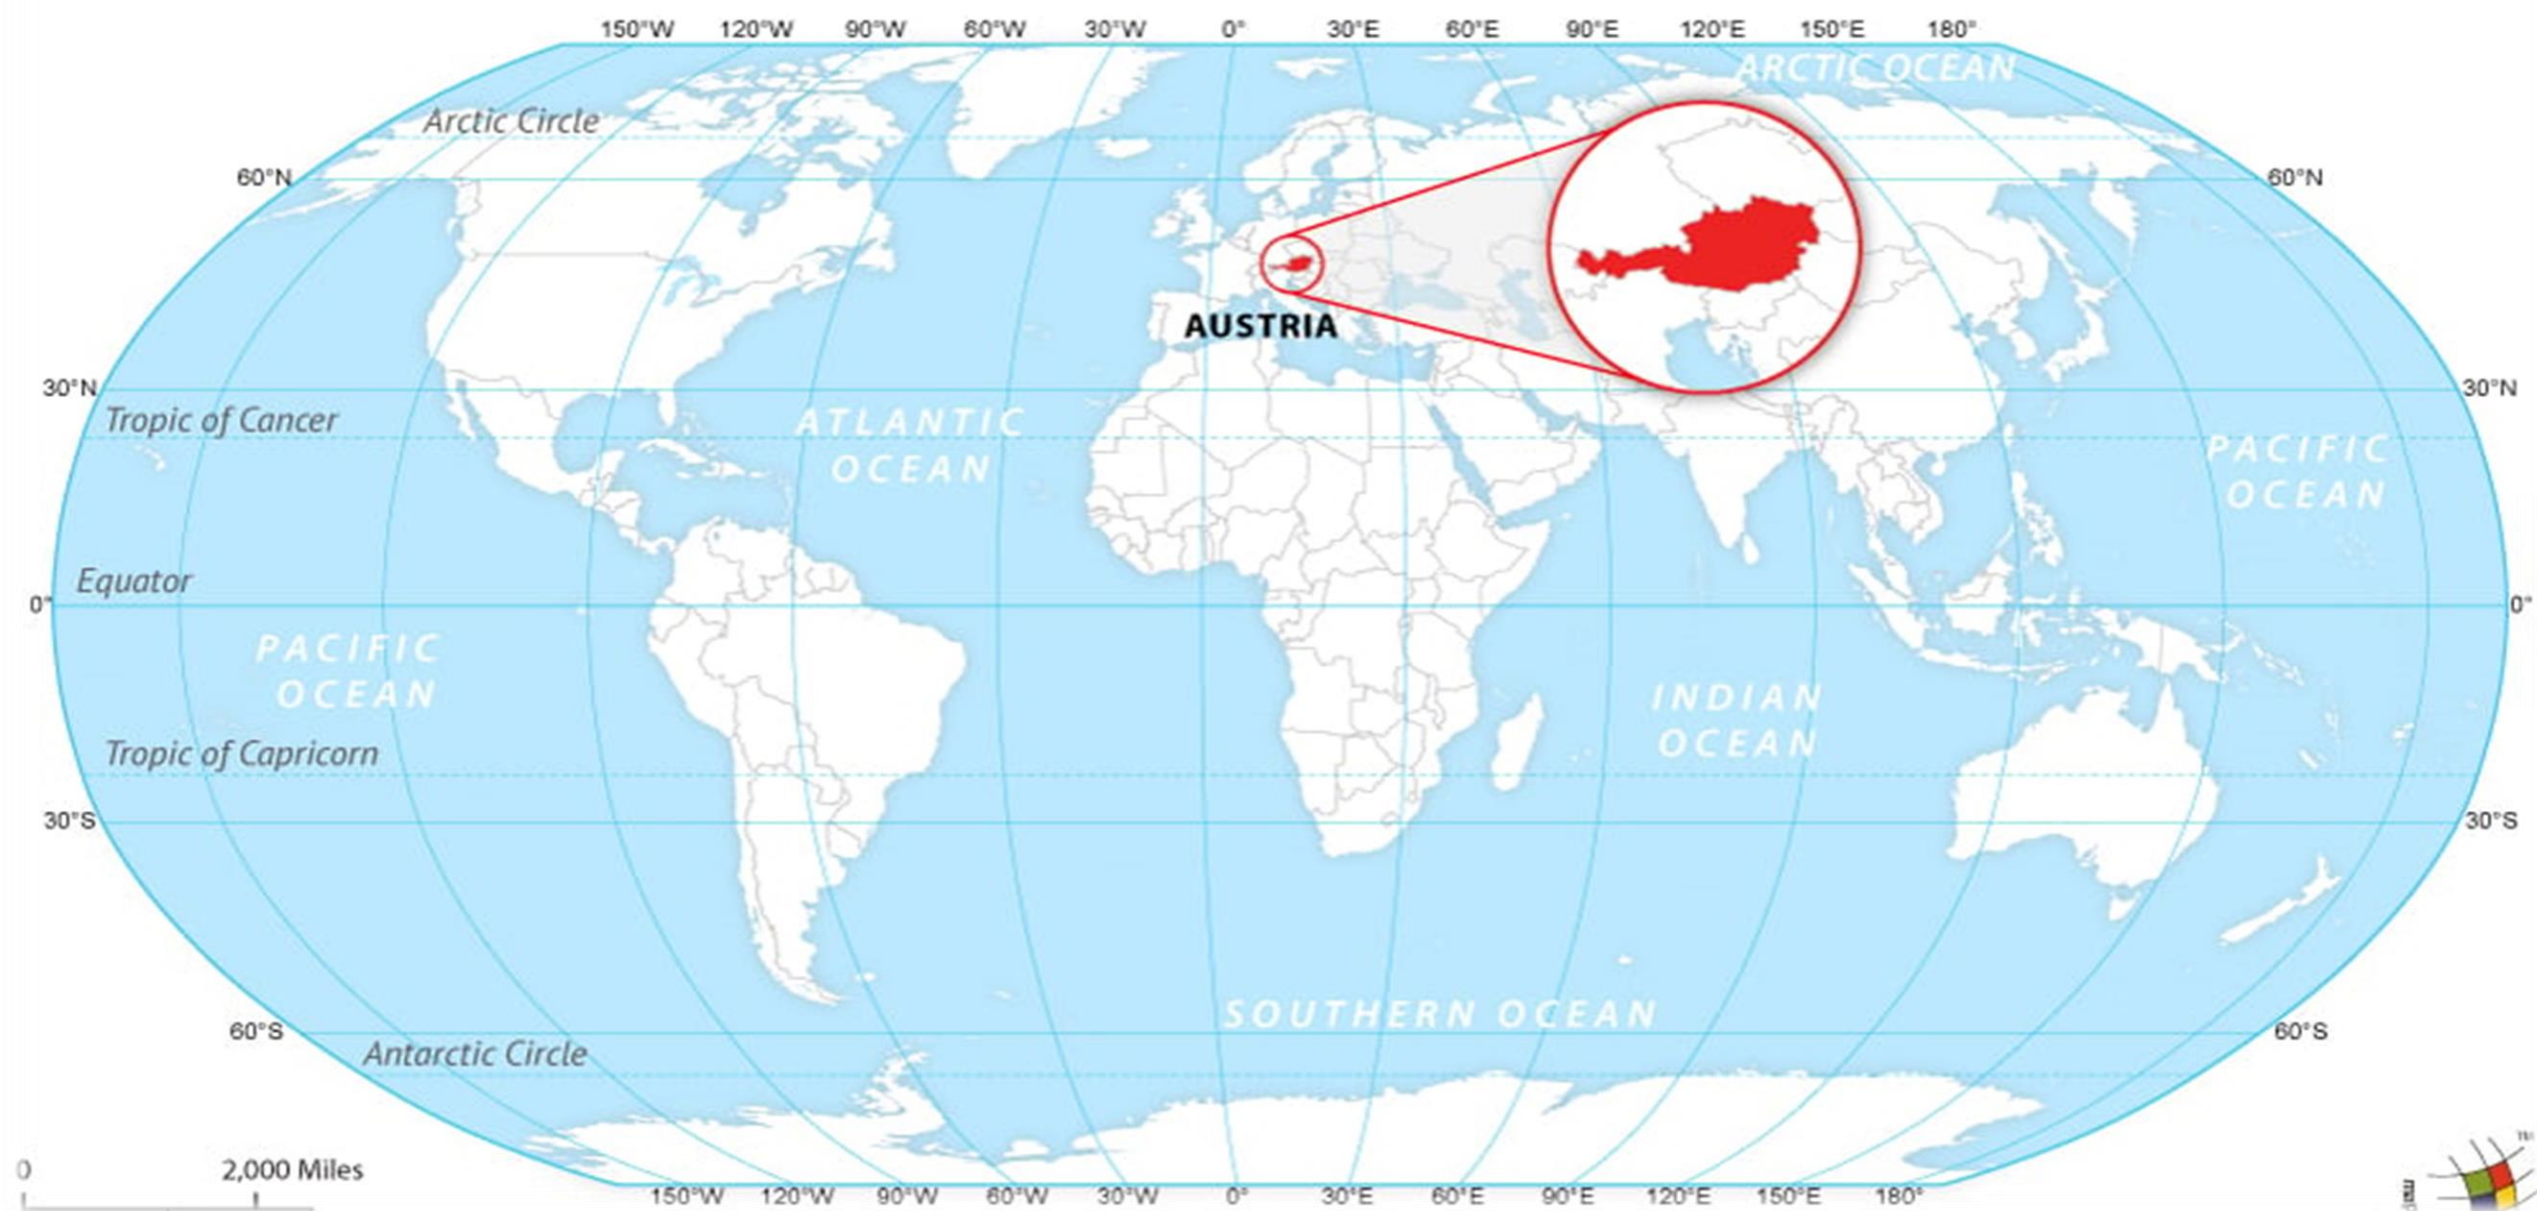 150°W 120°W 90°W 60°W 30°W 0° 30°E 60°E 90°E 120°E 150°E 180°
ARCTIC OCEAN
Arctic Circle
60°N 60°N
AUSTRIA
30°N 30°N
Tropic of Cancer
ATLANTIC
OCEAN
PACIFIC
OCEAN
Equator
0° 0°
PACIFIC
OCEAN
INDIAN
OCEAN
Tropic of Capricorn
30°S 30°S
SOUTHERN OCEAN
60°S 60°S
Antarctic Circle
0 2,000 Miles
150°W 120°W 90°W 60°W 30°W 0° 30°E 60°E 90°E 120°E 150°E 180°